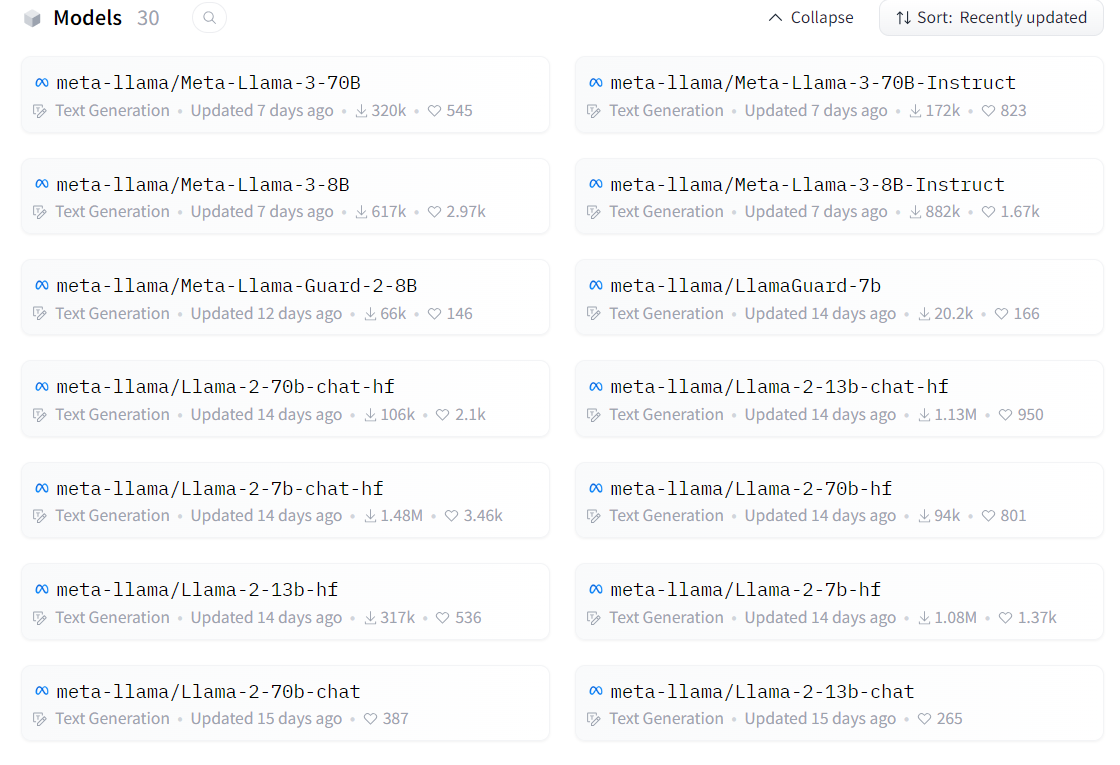 Models 30
Collapse
Sort: Recently updated
meta-llama/Meta-Llama-3-70B
Text Generation • Updated 7 days ago • 320k • 545
meta-llama/Meta-Llama-3-70B-Instruct
Text Generation • Updated 7 days ago • 172k • 823
meta-llama/Meta-Llama-3-8B
Text Generation • Updated 7 days ago • 617k • 2.97k
meta-llama/Meta-Llama-3-8B-Instruct
Text Generation • Updated 7 days ago • 882k • 1.67k
meta-llama/Meta-Llama-Guard-2-8B
Text Generation • Updated 12 days ago • 66k • 146
meta-llama/LlamaGuard-7b
Text Generation • Updated 14 days ago • 20.2k • 166
meta-llama/Llama-2-70b-chat-hf
Text Generation • Updated 14 days ago • 106k • 2.1k
meta-llama/Llama-2-13b-chat-hf
Text Generation • Updated 14 days ago • 1.13M • 950
meta-llama/Llama-2-7b-chat-hf
Text Generation • Updated 14 days ago • 1.48M • 3.46k
meta-llama/Llama-2-70b-hf
Text Generation • Updated 14 days ago • 94k • 801
meta-llama/Llama-2-13b-hf
Text Generation • Updated 14 days ago • 317k • 536
meta-llama/Llama-2-7b-hf
Text Generation • Updated 14 days ago • 1.08M • 1.37k
meta-llama/Llama-2-70b-chat
Text Generation • Updated 15 days ago • 387
meta-llama/Llama-2-13b-chat
Text Generation • Updated 15 days ago • 265